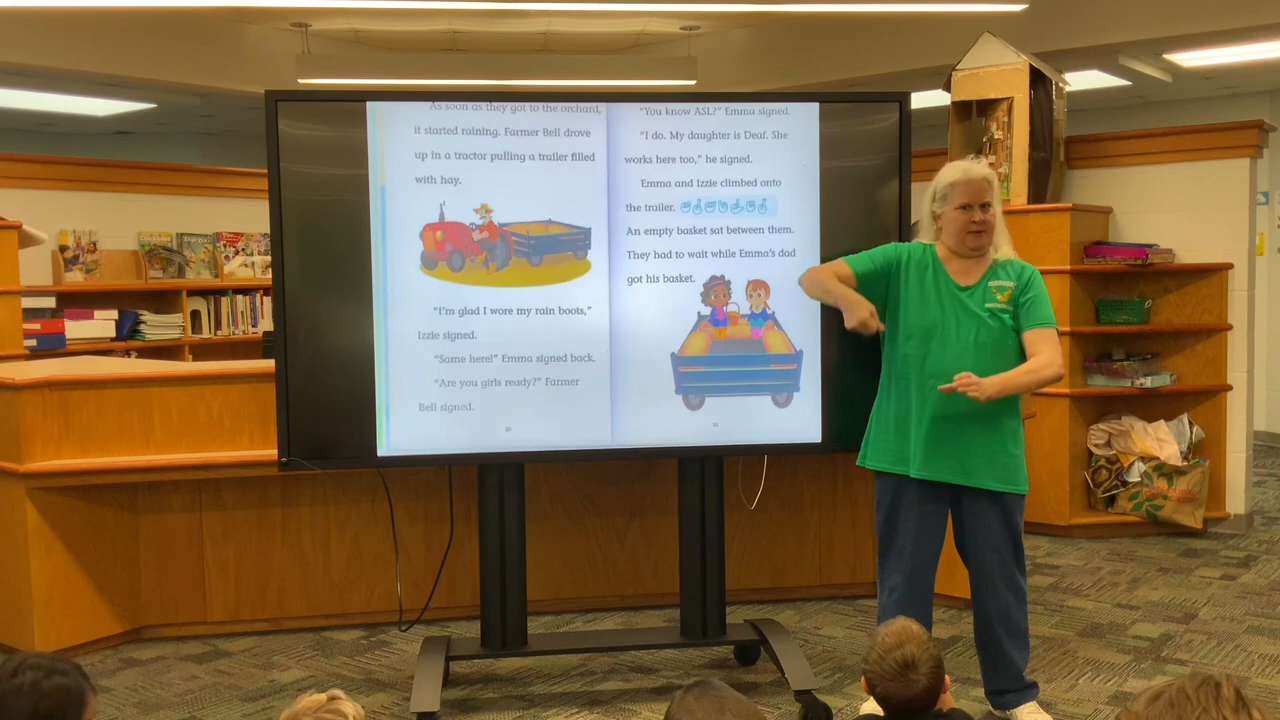 As soon as they got to the orchard,
it started raining. Farmer Bell drove
up in a tractor pulling a trailer filled
with hay.
"I'm glad I wore my rain boots,"
Izzie signed.
"Same here!" Emma signed back.
"Are you girls ready?" Farmer
Bell signed.
"You know ASL?" Emma signed.
"I do. My daughter is Deaf. She
works here too," he signed.
Emma and Izzie climbed onto
the trailer.
An empty basket sat between them.
They had to wait while Emma's dad
got his basket.